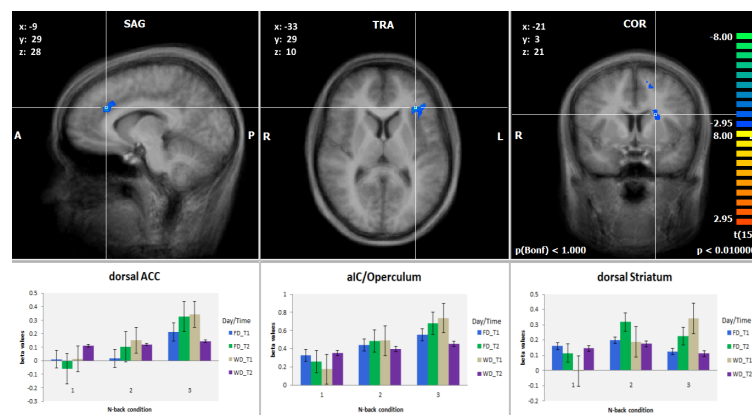 x: -9
y: 29
z: 28
SAG
A
P
x: -33
y: 29
z: 10
TRA
R
L
x: -21
y: 3
z: 21
COR
R
-8.00
-2.95
8.00
2.95
t(15
p(Bonf) < 1.000
p < 0.010000
dorsal ACC
beta values
0.5
0.4
0.3
0.2
0.1
0
-0.1
-0.2
-0.3
1
2
3
N-back condition
Day/Time
FD_T1
FD_T2
WD_T1
WD_T2
aIC/Operculum
beta values
1
0.8
0.6
0.4
0.2
0
1
2
3
N-back condition
Day/Time
FD_T1
FD_T2
WD_T1
WD_T2
dorsal Striatum
beta values
0.5
0.4
0.3
0.2
0.1
0
-0.1
-0.2
1
2
3
N-back condition
Day/Time
FD_T1
FD_T2
WD_T1
WD_T2